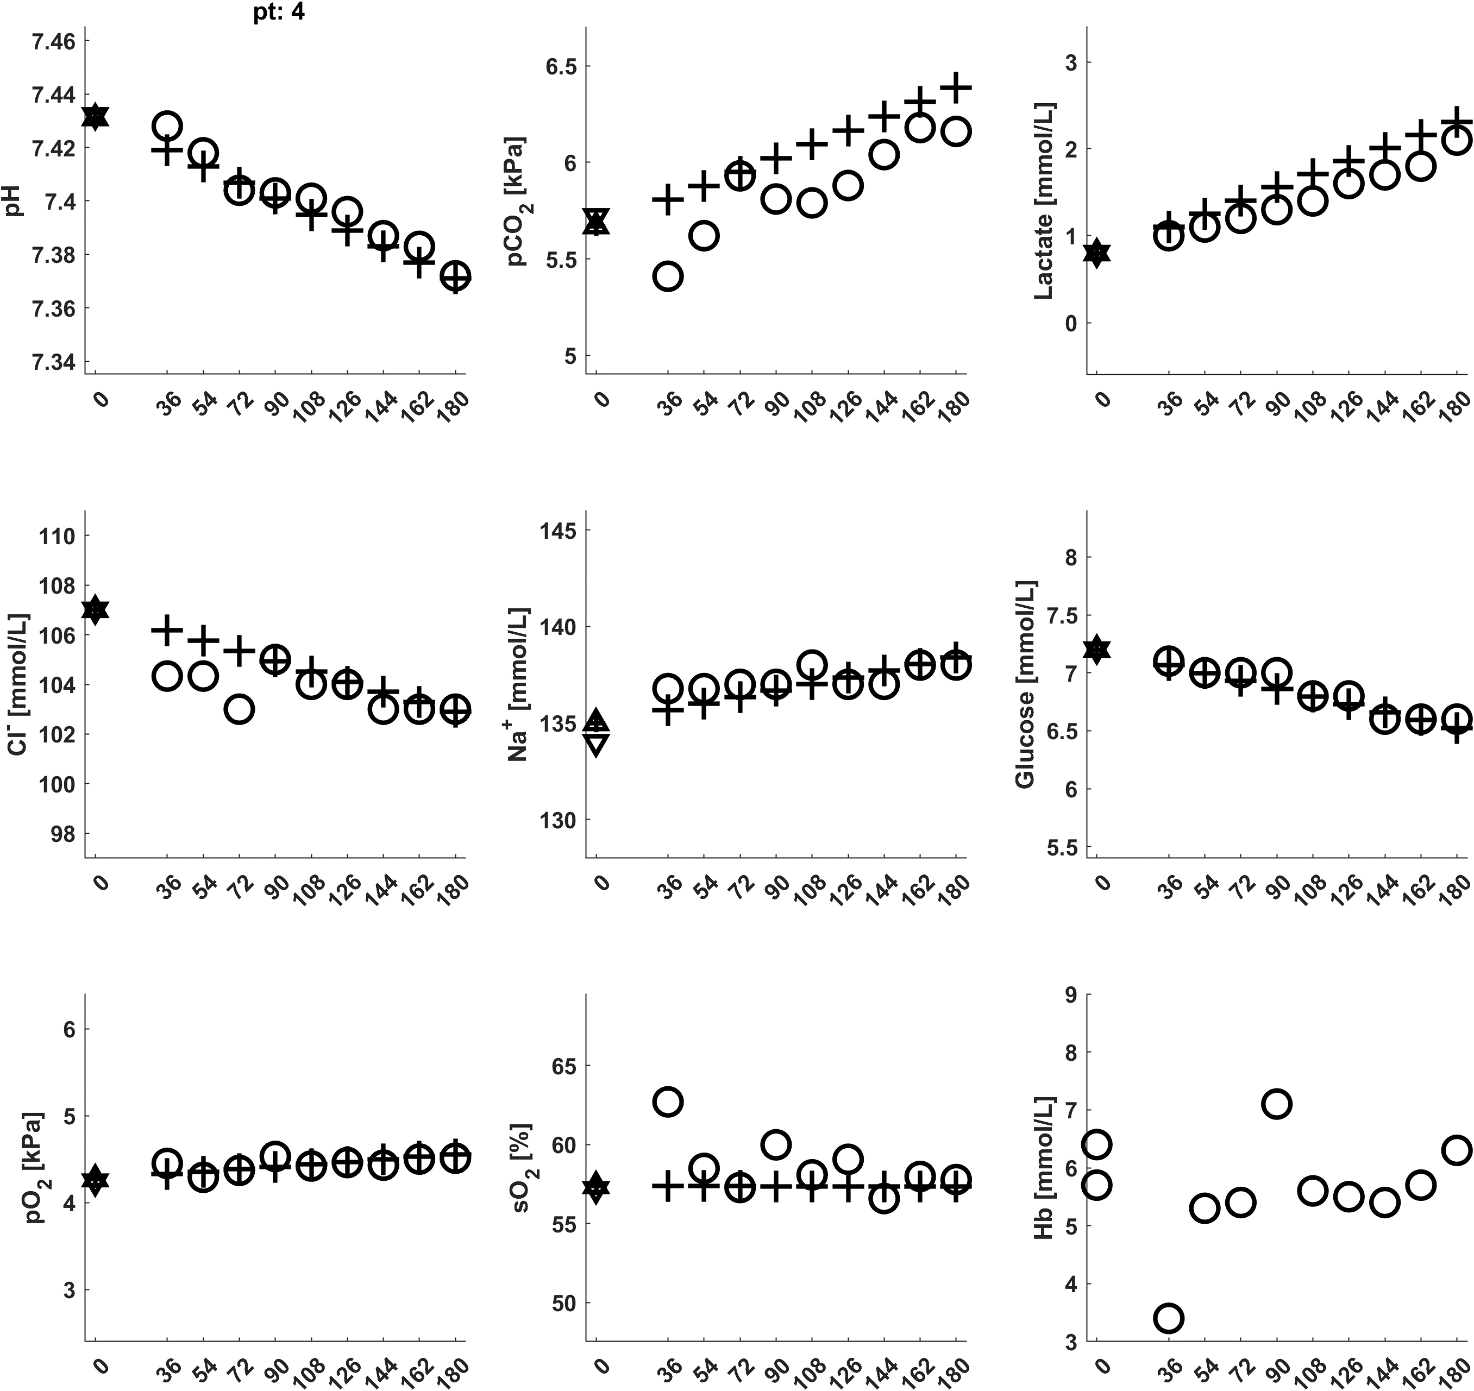 pt: 4
pH
7.46
7.44
7.42
7.4
7.38
7.36
7.34
0 36 54 72 90 108 126 144 162 180
pCO2 [kPa]
6.5
6
5.5
5
0 36 54 72 90 108 126 144 162 180
Lactate [mmol/L]
3
2
1
0
0 36 54 72 90 108 126 144 162 180
Cl- [mmol/L]
110
108
106
104
102
100
98
0 36 54 72 90 108 126 144 162 180
Na+ [mmol/L]
145
140
135
130
0 36 54 72 90 108 126 144 162 180
Glucose [mmol/L]
8
7.5
7
6.5
6
5.5
0 36 54 72 90 108 126 144 162 180
pO2 [kPa]
6
5
4
3
0 36 54 72 90 108 126 144 162 180
sO2 [%]
65
60
55
50
0 36 54 72 90 108 126 144 162 180
Hb [mmol/L]
9
8
7
6
5
4
3
0 36 54 72 90 108 126 144 162 180